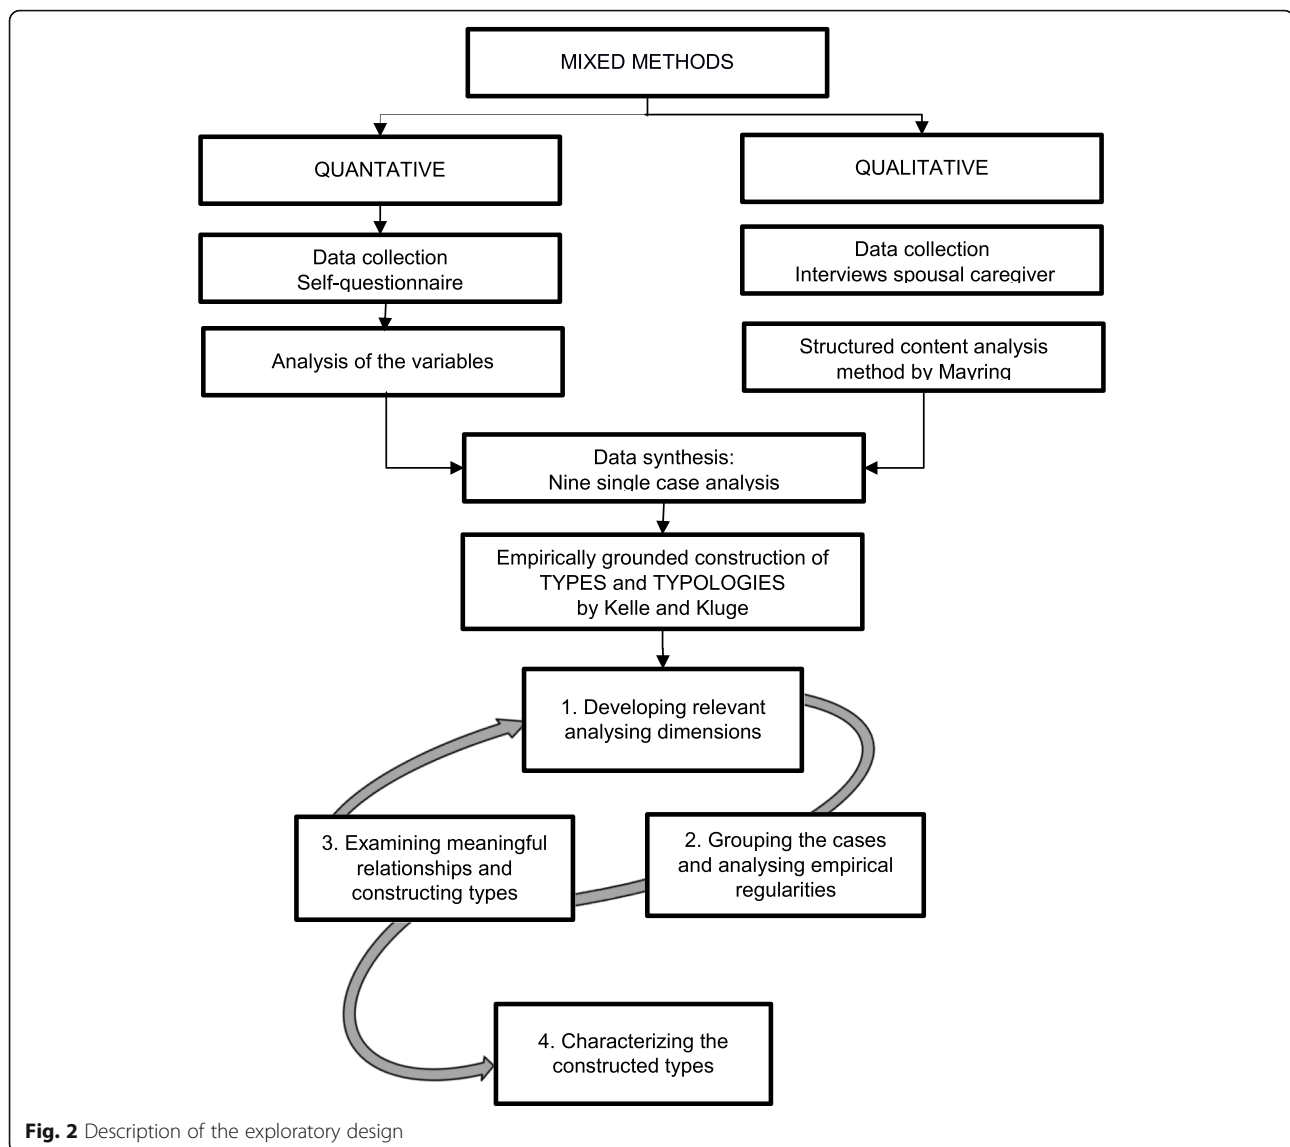 MIXED METHODS
QUANTATIVE
QUALITATIVE
Data collection
Self-questionnaire
Data collection
Interviews spousal caregiver
Analysis of the variables
Structured content analysis
method by Mayring
Data synthesis:
Nine single case analysis
Empirically grounded construction of
TYPES and TYPOLOGIES
by Kelle and Kluge
1. Developing relevant
analysing dimensions
3. Examining meaningful
relationships and
constructing types
2. Grouping the cases
and analysing empirical
regularities
4. Characterizing the
constructed types
Fig. 2 Description of the exploratory design